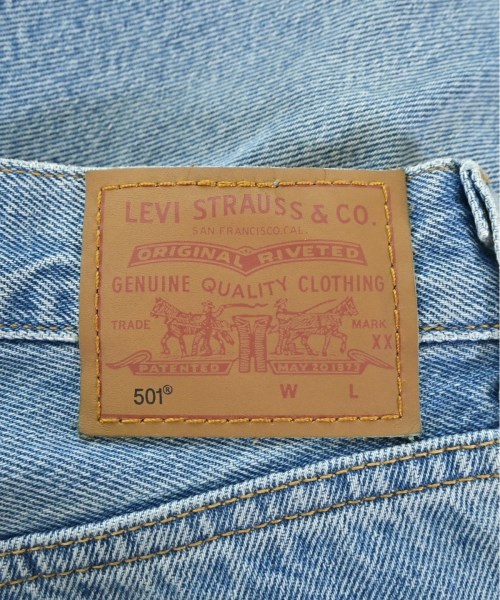 LEVI STRAUSS & CO.
SAN FRANCISCO, CAL.
ORIGINAL RIVETED
GENUINE QUALITY CLOTHING
TRADE MARK
XX
PATENTED MAY 20 1873
501® W L